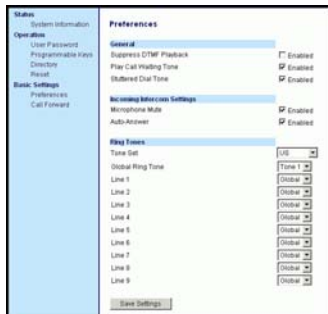 Status
System Information
Operation
User Password
Programmable Keys
Directory
Reset
Basic Settings
Preferences
Call Forward
Preferences
General
Suppress DTMF Playback Enabled
Play Call Waiting Tone Enabled
Stuttered Dial Tone Enabled
Incoming Intercom Settings
Microphone Mute Enabled
Auto-Answer Enabled
Ring Tones
Tone Set US
Global Ring Tone Tone 1
Line 1 Global
Line 2 Global
Line 3 Global
Line 4 Global
Line 5 Global
Line 6 Global
Line 7 Global
Line 8 Global
Line 9 Global
Save Settings